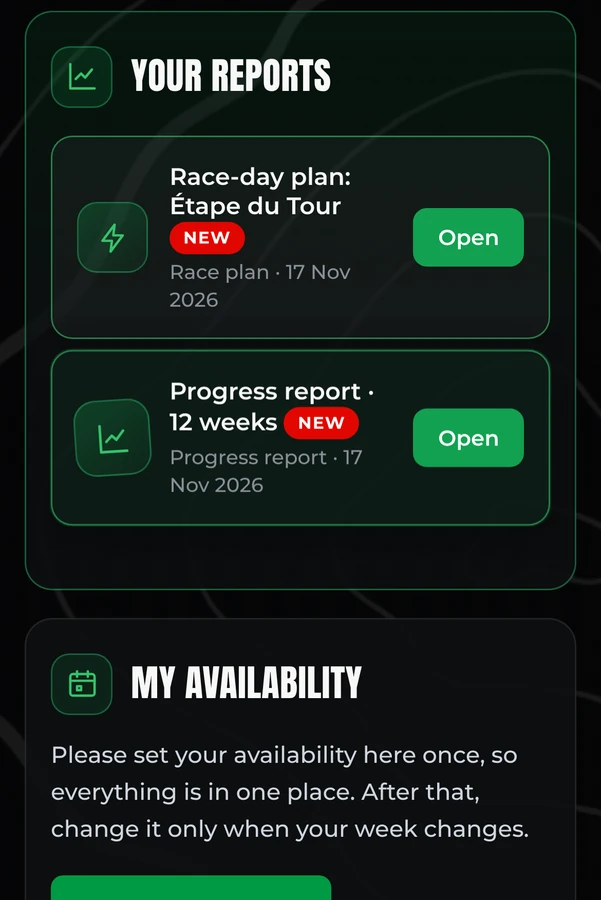 YOUR REPORTS
Race-day plan:
Étape du Tour
NEW
Race plan · 17 Nov
2026
Open
Progress report ·
12 weeks NEW
Progress report · 17
Nov 2026
Open
MY AVAILABILITY
Please set your availability here once, so
everything is in one place. After that,
change it only when your week changes.